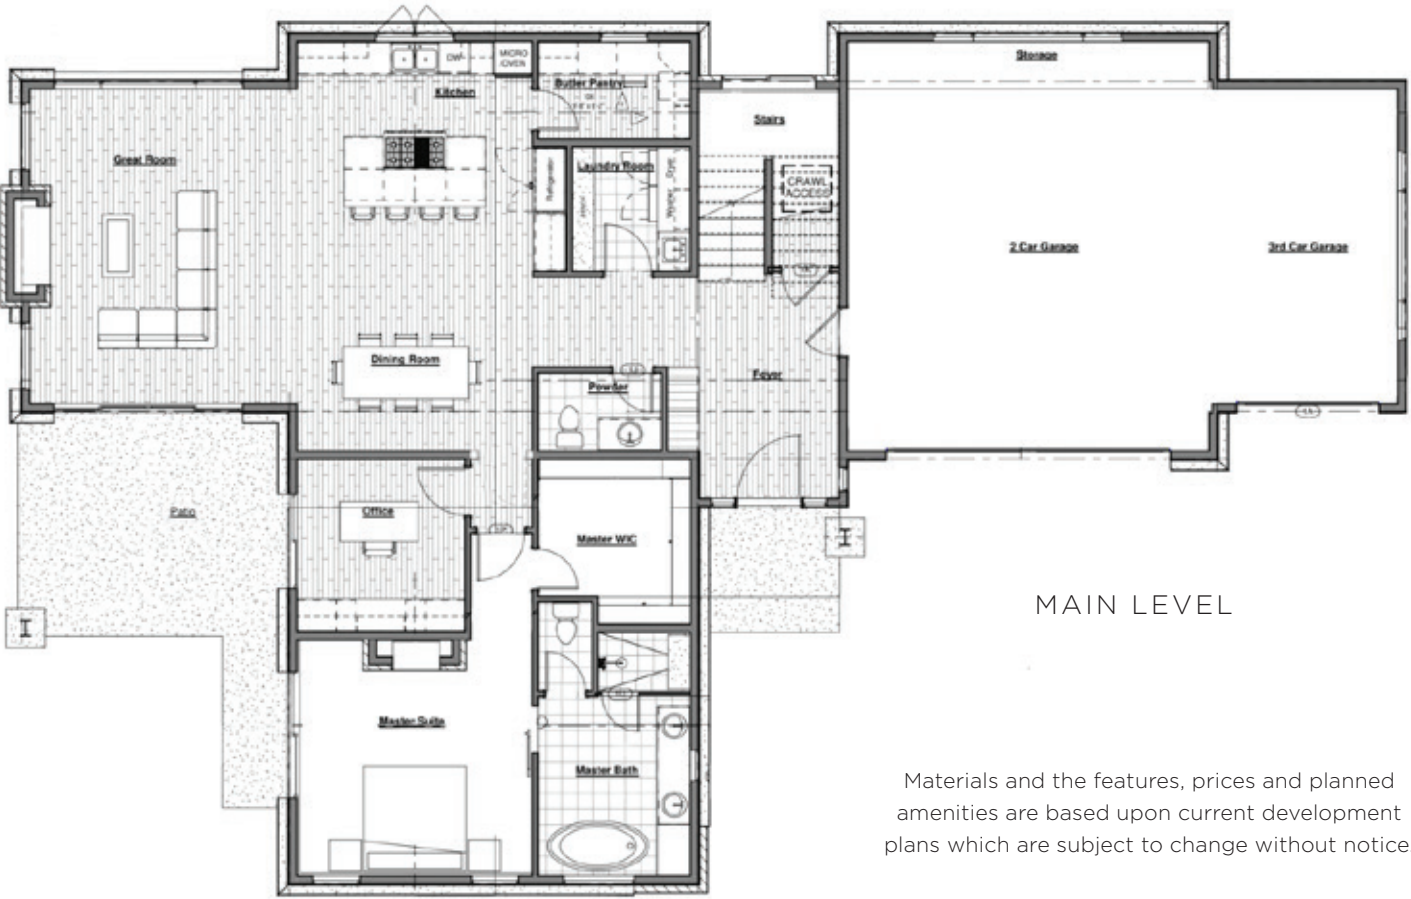 MICRO
/OVEN
DW
Storage
Butler Pantry
Kitchen
Stairs
Great Room
Laundry Room
Refrigerator
CRAWL
ACCESS
2 Car Garage
3rd Car Garage
Dining Room
Foyer
Powder
Patio
Office
Master WIC
MAIN LEVEL
Master Suite
Master Bath
Materials and the features, prices and planned
amenities are based upon current development
plans which are subject to change without notice